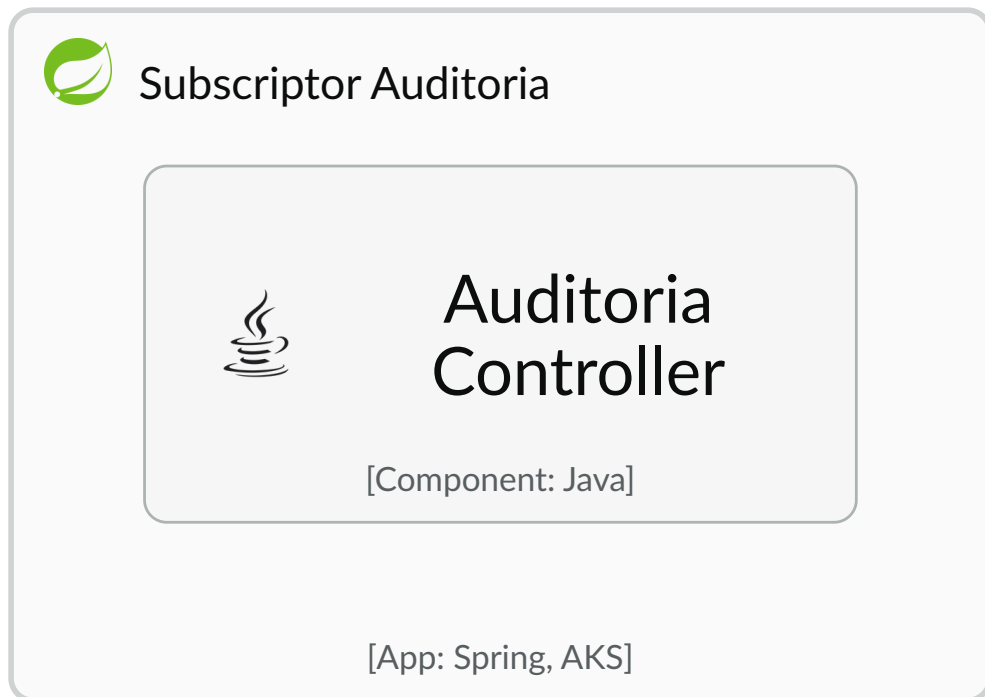 Subscriptor Auditoria
Auditoria
Controller
[Component: Java]
[App: Spring, AKS]